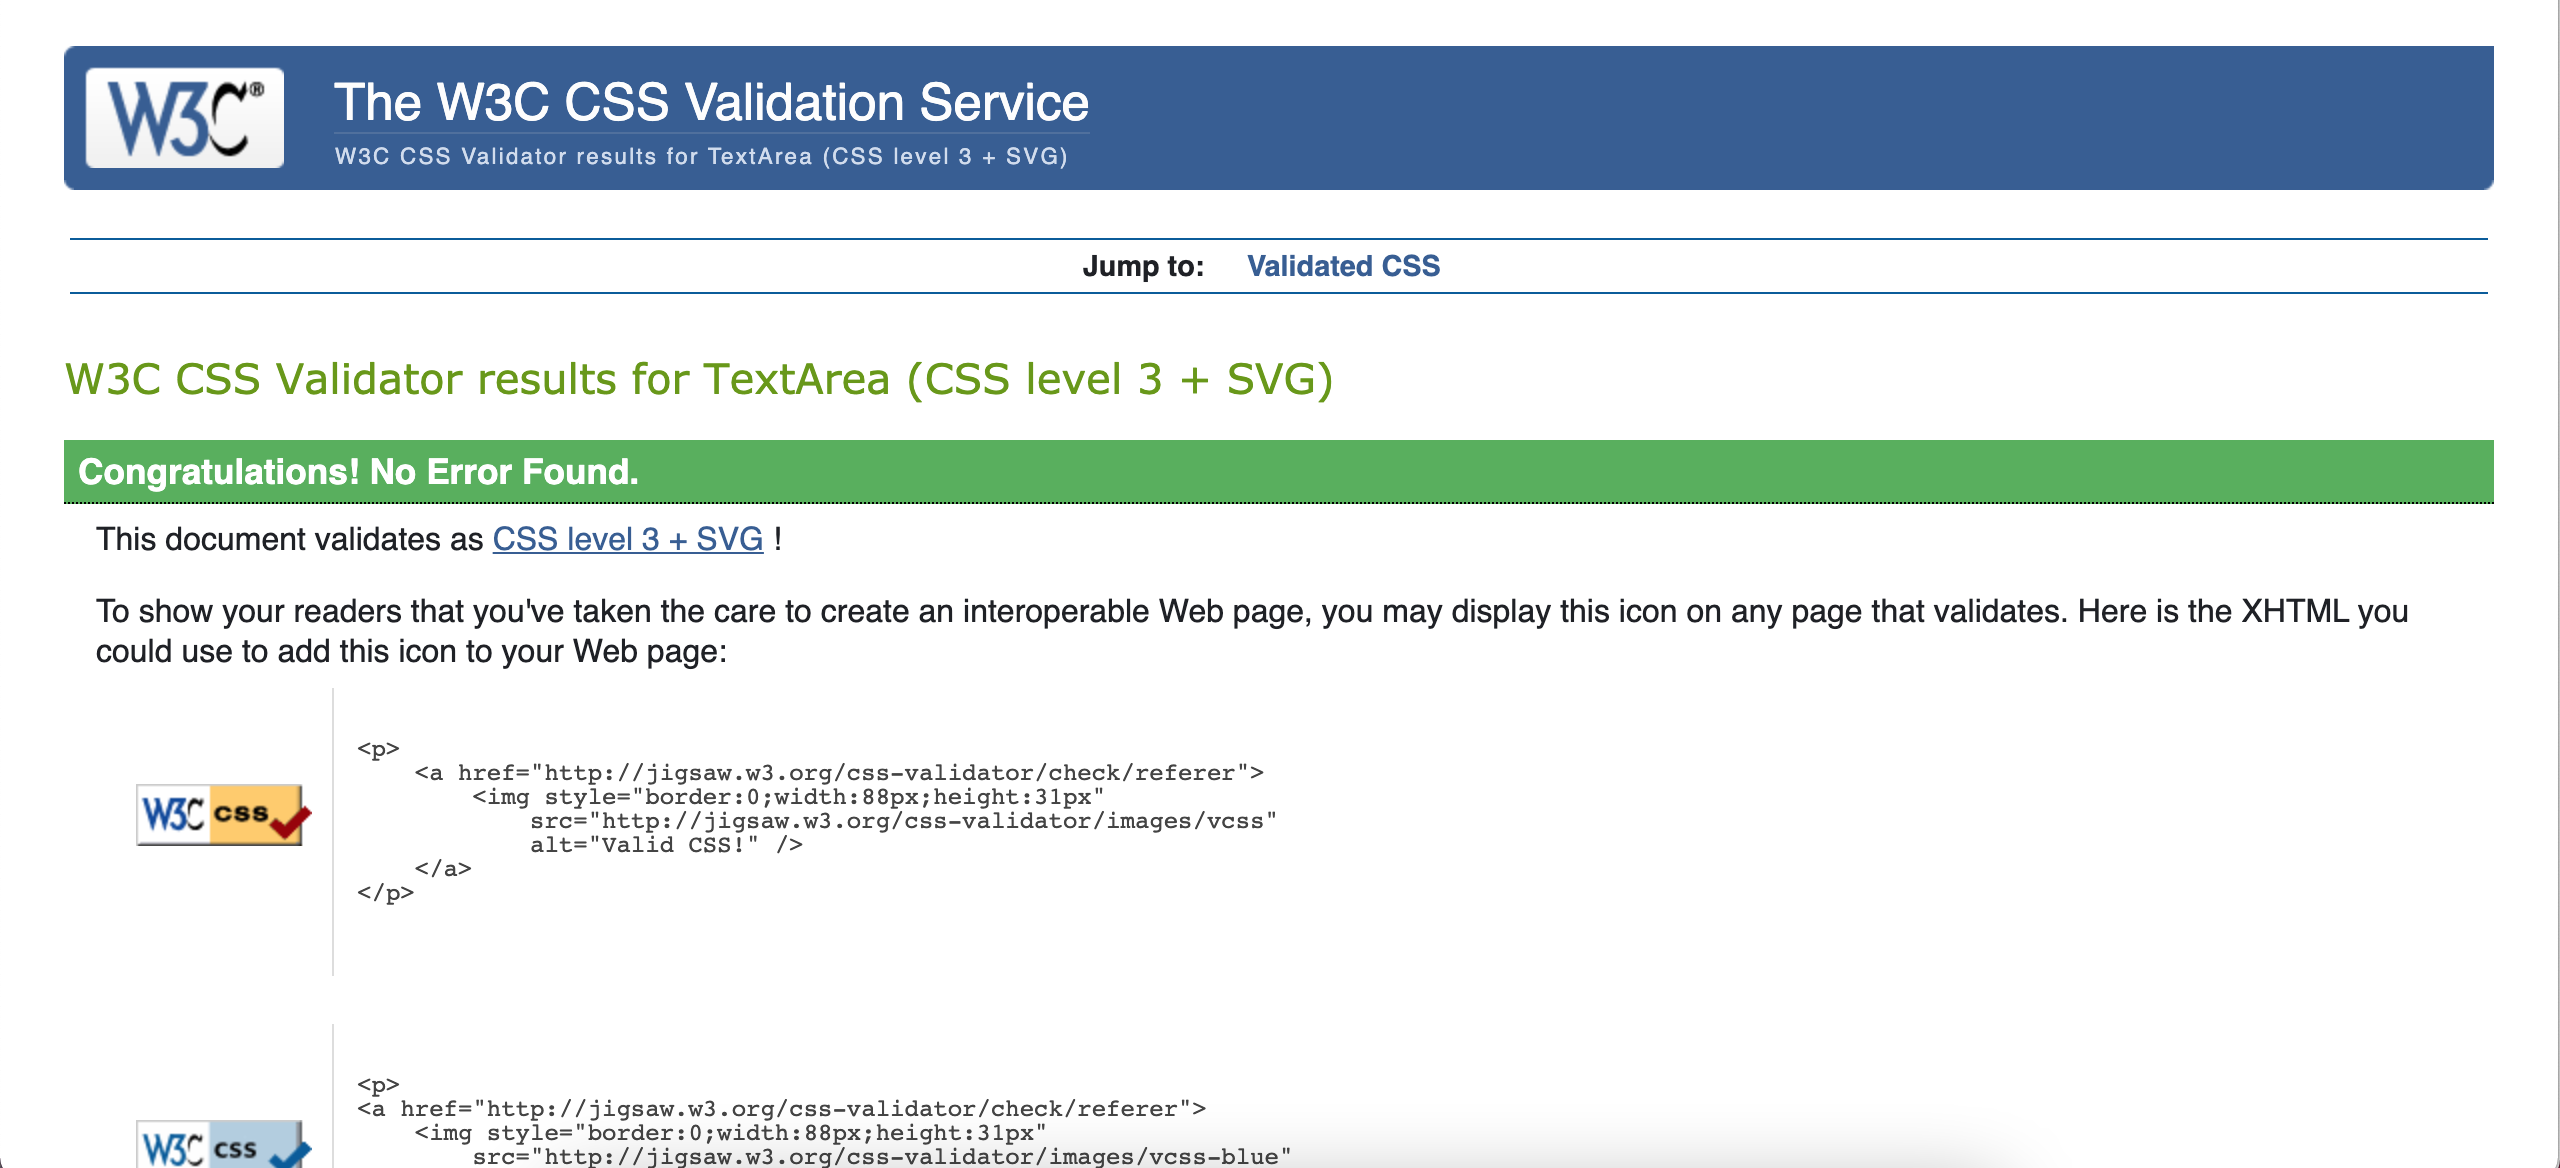 W3C®
The W3C CSS Validation Service
W3C CSS Validator results for TextArea (CSS level 3 + SVG)
Jump to: Validated CSS
W3C CSS Validator results for TextArea (CSS level 3 + SVG)
Congratulations! No Error Found.
This document validates as CSS level 3 + SVG !
To show your readers that you've taken the care to create an interoperable Web page, you may display this icon on any page that validates. Here is the XHTML you
could use to add this icon to your Web page:
W3C css
<p>
    <a href="http://jigsaw.w3.org/css-validator/check/referer">
        <img style="border:0;width:88px;height:31px"
            src="http://jigsaw.w3.org/css-validator/images/vcss"
            alt="Valid CSS!" />
    </a>
</p>
W3C css
<p>
<a href="http://jigsaw.w3.org/css-validator/check/referer">
    <img style="border:0;width:88px;height:31px"
        src="http://jigsaw.w3.org/css-validator/images/vcss-blue"